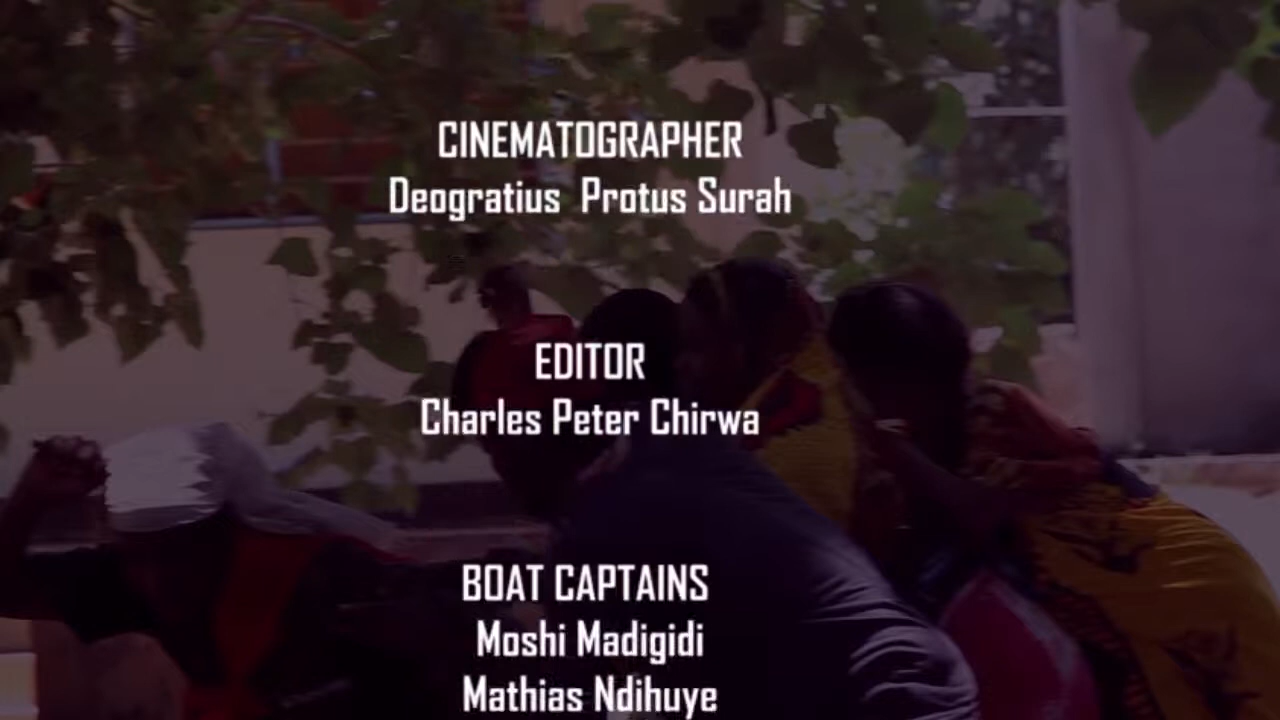 CINEMATOGRAPHER
Deogratius Protus Surah
EDITOR
Charles Peter Chirwa
BOAT CAPTAINS
Moshi Madigidi
Mathias Ndihuye